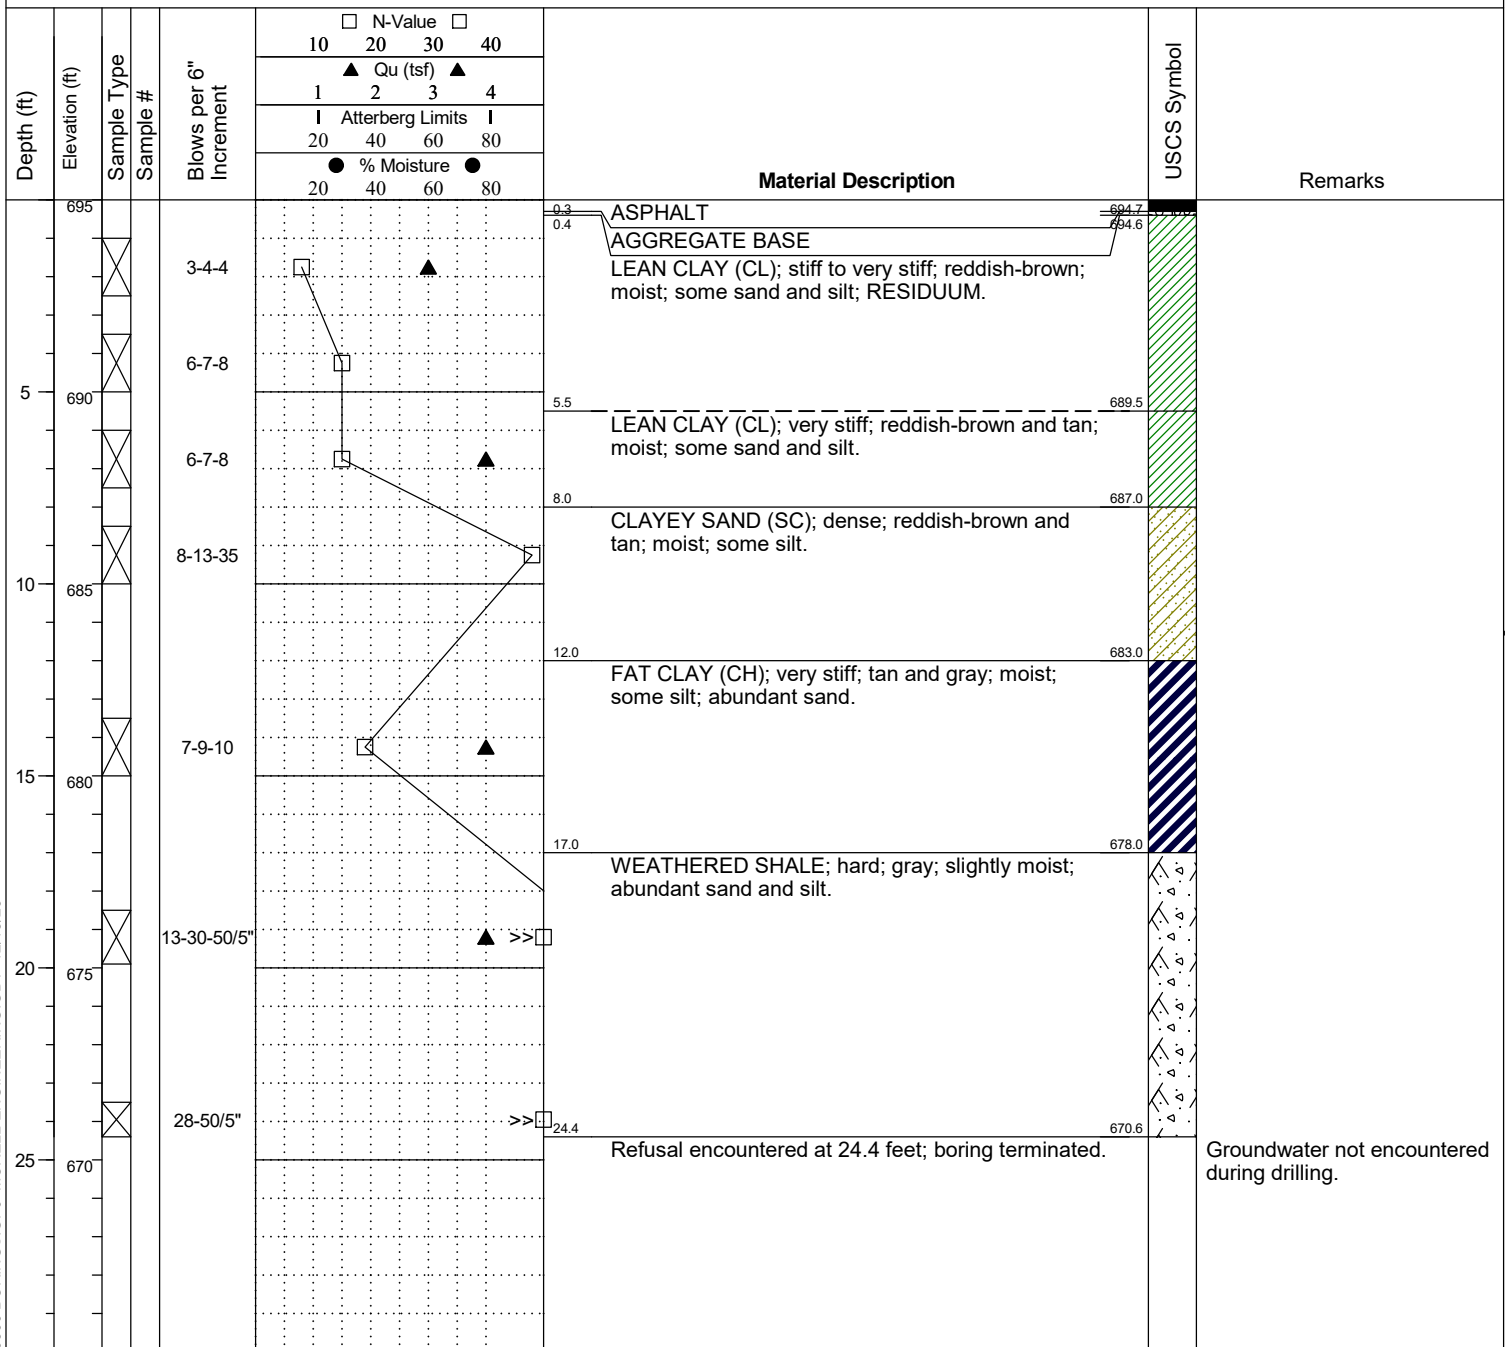 N-Value
10 20 30 40
Qu (tsf)
1 2 3 4
Atterberg Limits
20 40 60 80
% Moisture
20 40 60 80
Depth (ft)
Elevation (ft)
Sample Type
Sample #
Blows per 6"
Increment
Material Description
USCS Symbol
Remarks
695
0.3 ASPHALT 694.7
0.4 694.6
AGGREGATE BASE
3-4-4
LEAN CLAY (CL); stiff to very stiff; reddish-brown;
moist; some sand and silt; RESIDUUM.
6-7-8
5 690
5.5 689.5
LEAN CLAY (CL); very stiff; reddish-brown and tan;
moist; some sand and silt.
6-7-8
8.0 687.0
CLAYEY SAND (SC); dense; reddish-brown and
tan; moist; some silt.
8-13-35
10 685
12.0 683.0
FAT CLAY (CH); very stiff; tan and gray; moist;
some silt; abundant sand.
7-9-10
15 680
17.0 678.0
WEATHERED SHALE; hard; gray; slightly moist;
abundant sand and silt.
13-30-50/5" >>
20 675
28-50/5" >>
24.4 670.6
Refusal encountered at 24.4 feet; boring terminated.
25 670
Groundwater not encountered
during drilling.